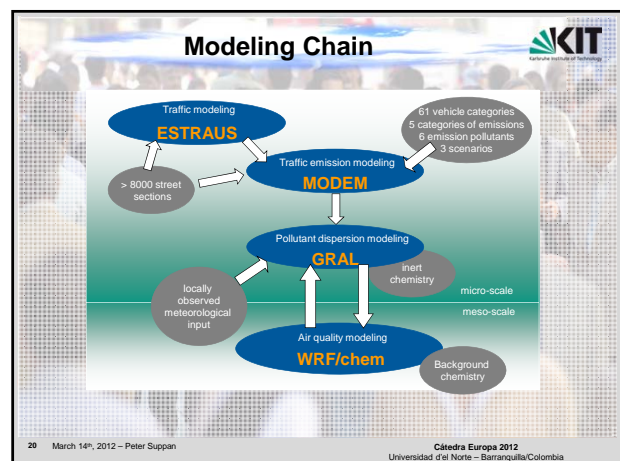 Modeling Chain
KIT
Karlsruhe Institute of Technology
Traffic modeling
ESTRAUS
61 vehicle categories
5 categories of emissions
6 emission pollutants
3 scenarios
> 8000 street
sections
Traffic emission modeling
MODEM
Pollutant dispersion modeling
GRAL
inert
chemistry
locally
observed
meteorological
input
micro-scale
meso-scale
Air quality modeling
WRF/chem
Background
chemistry
20 March 14th, 2012 – Peter Suppan
Cátedra Europa 2012
Universidad d'el Norte – Barranquilla/Colombia